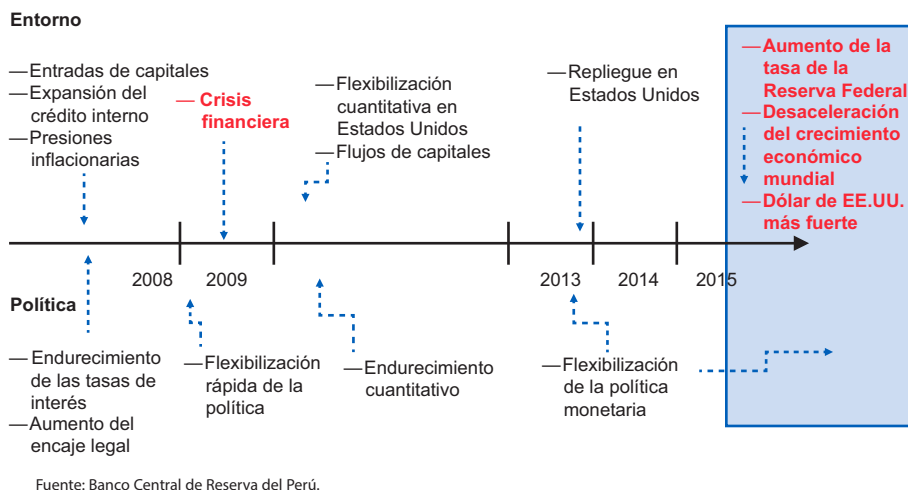 Entorno
—Entradas de capitales
—Expansión del
crédito interno
—Presiones
inflacionarias
— Crisis
financiera
—Flexibilización
cuantitativa en
Estados Unidos
—Flujos de capitales
—Repliegue en
Estados Unidos
—Aumento de la
tasa de la
Reserva Federal
—Desaceleración
del crecimiento
económico
mundial
—Dólar de EE.UU.
más fuerte
2008
2009
2013
2014
2015
Política
— Endurecimiento
de las tasas de
interés
—Aumento del
encaje legal
—Flexibilización
rápida de la
política
—Endurecimiento
cuantitativo
—Flexibilización
de la política
monetaria
Fuente: Banco Central de Reserva del Perú.